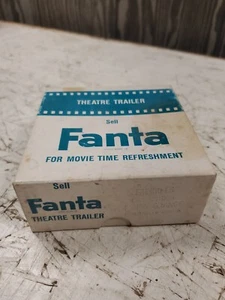 THEATRE TRAILER
Sell
Fanta
FOR MOVIE TIME REFRESHMENT
Sell
Fanta
THEATRE TRAILER